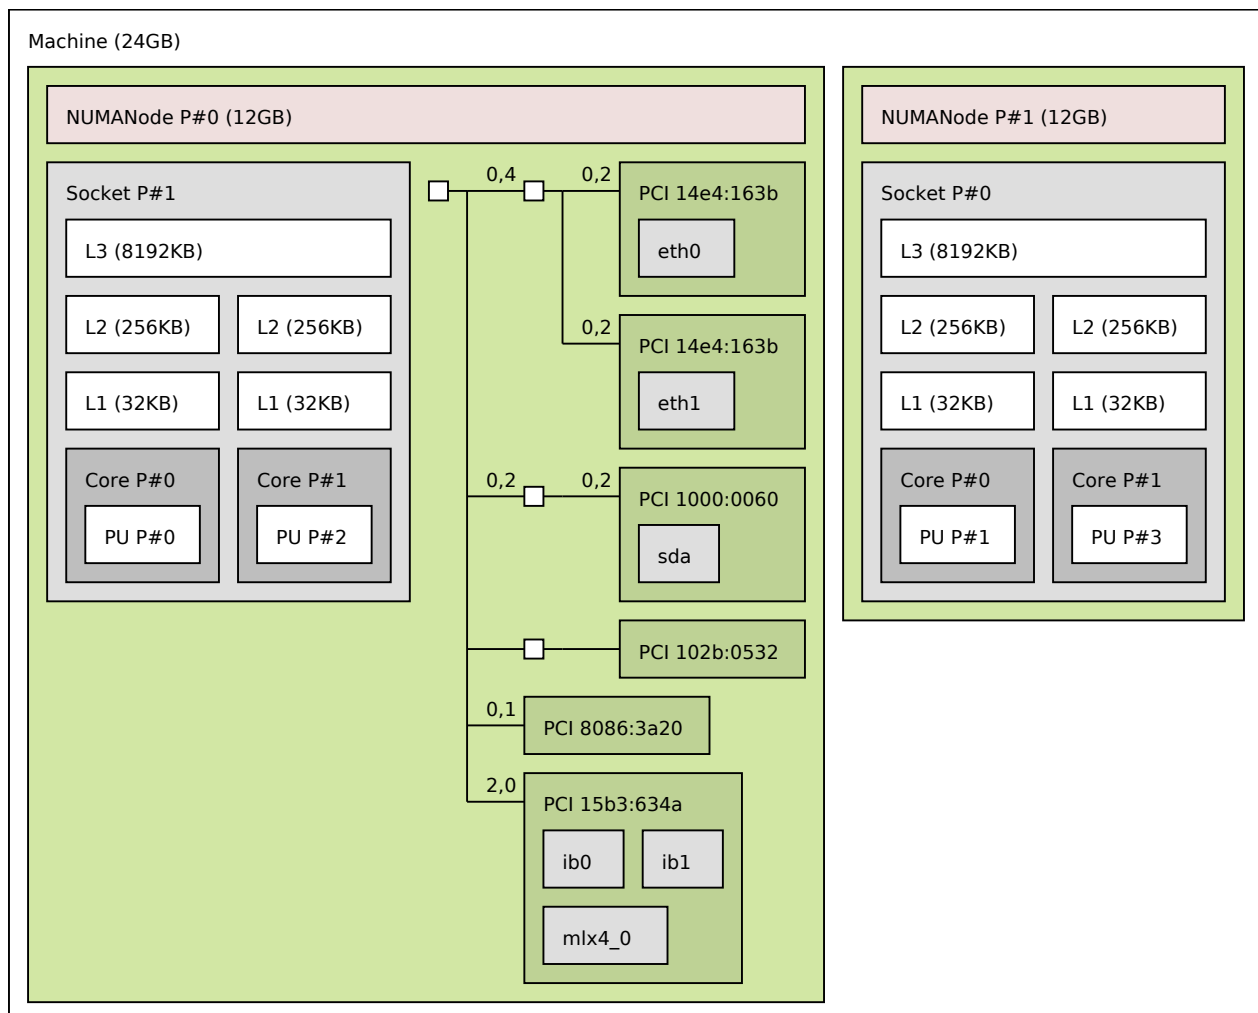 Machine (24GB)
NUMANode P#0 (12GB)
Socket P#1
L3 (8192KB)
L2 (256KB)
L2 (256KB)
L1 (32KB)
L1 (32KB)
Core P#0
PU P#0
Core P#1
PU P#2
0,4
0,2
PCI 14e4:163b
eth0
0,2
PCI 14e4:163b
eth1
0,2
0,2
PCI 1000:0060
sda
PCI 102b:0532
0,1
PCI 8086:3a20
2,0
PCI 15b3:634a
ib0
ib1
mlx4_0
NUMANode P#1 (12GB)
Socket P#0
L3 (8192KB)
L2 (256KB)
L2 (256KB)
L1 (32KB)
L1 (32KB)
Core P#0
PU P#1
Core P#1
PU P#3